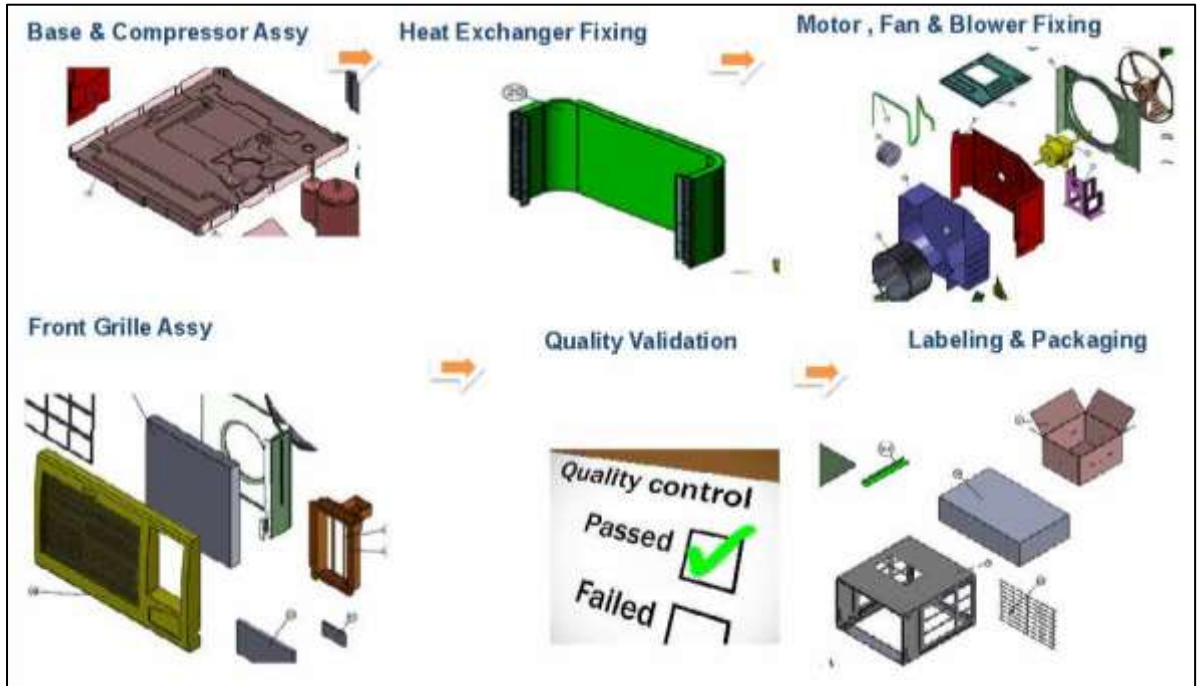 Base & Compressor Assy
Heat Exchanger Fixing
Motor , Fan & Blower Fixing
Front Grille Assy
Quality Validation
Labeling & Packaging
Quality control
Passed
Failed